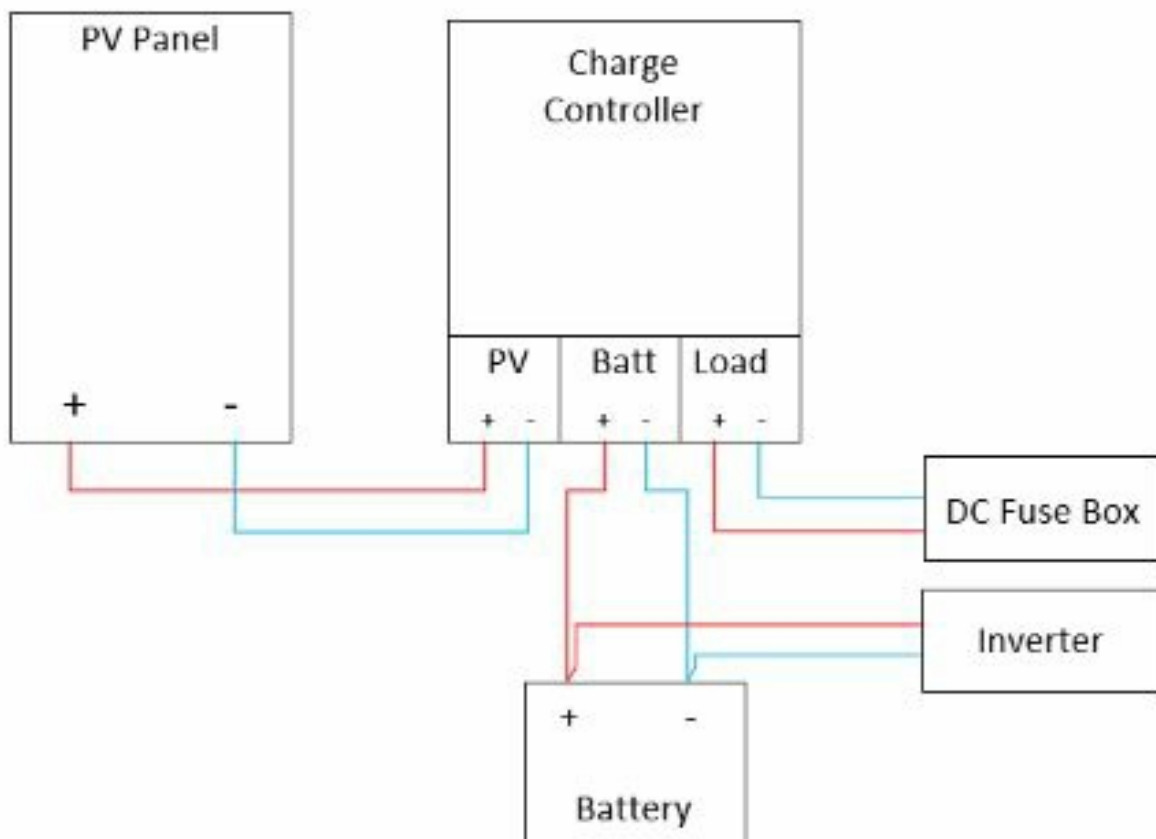 PV Panel
+ -
Charge
Controller
PV Batt Load
+ - + - + -
DC Fuse Box
Inverter
+ -
Battery